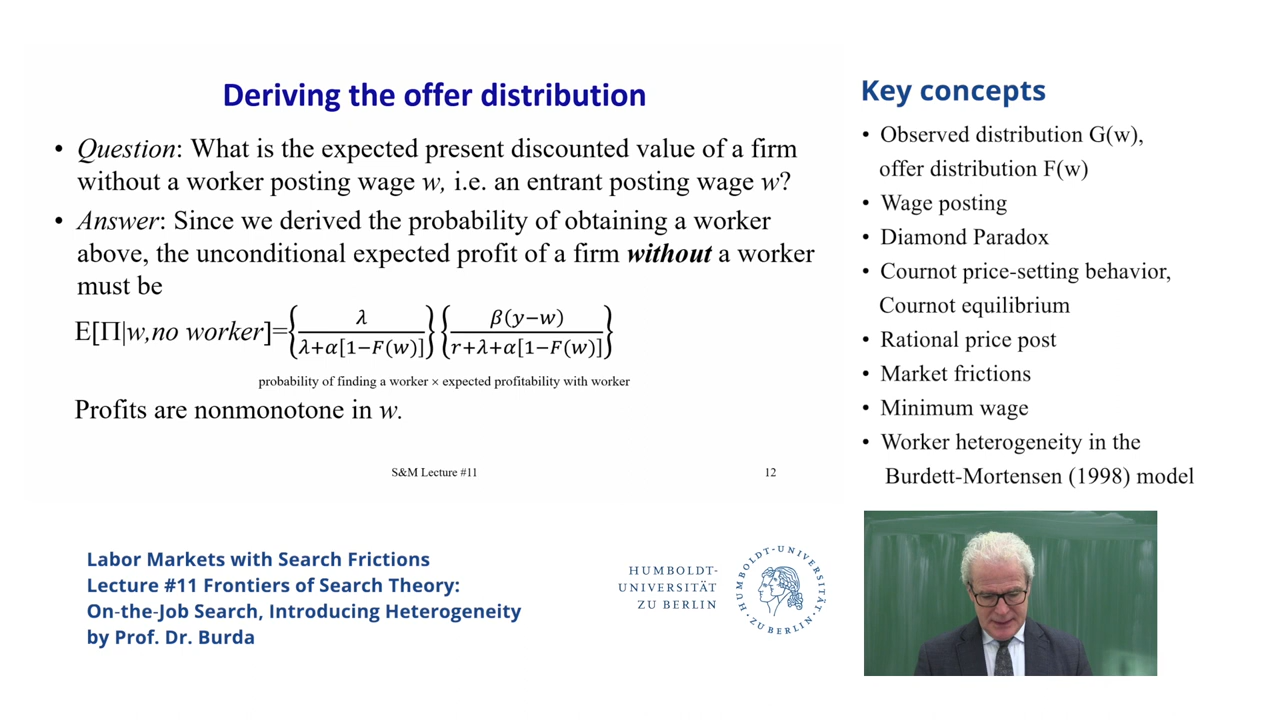 Deriving the offer distribution
• Question: What is the expected present discounted value of a firm
without a worker posting wage w, i.e. an entrant posting wage w?
• Answer: Since we derived the probability of obtaining a worker
above, the unconditional expected profit of a firm without a worker
must be
E[Π|w,no worker]={λ/(λ+α[1−F(w)])}{β(y−w)/(r+λ+α[1−F(w)])}
probability of finding a worker × expected profitability with worker
Profits are nonmonotone in w.
S&M Lecture #11
12
Key concepts
• Observed distribution G(w),
offer distribution F(w)
• Wage posting
• Diamond Paradox
• Cournot price-setting behavior,
Cournot equilibrium
• Rational price post
• Market frictions
• Minimum wage
• Worker heterogeneity in the
Burdett-Mortensen (1998) model
Labor Markets with Search Frictions
Lecture #11 Frontiers of Search Theory:
On-the-Job Search, Introducing Heterogeneity
by Prof. Dr. Burda
HUMBOLDT-
UNIVERSITÄT
ZU BERLIN
HUMBOLDT-UNIVERSITÄT
ZU BERLIN